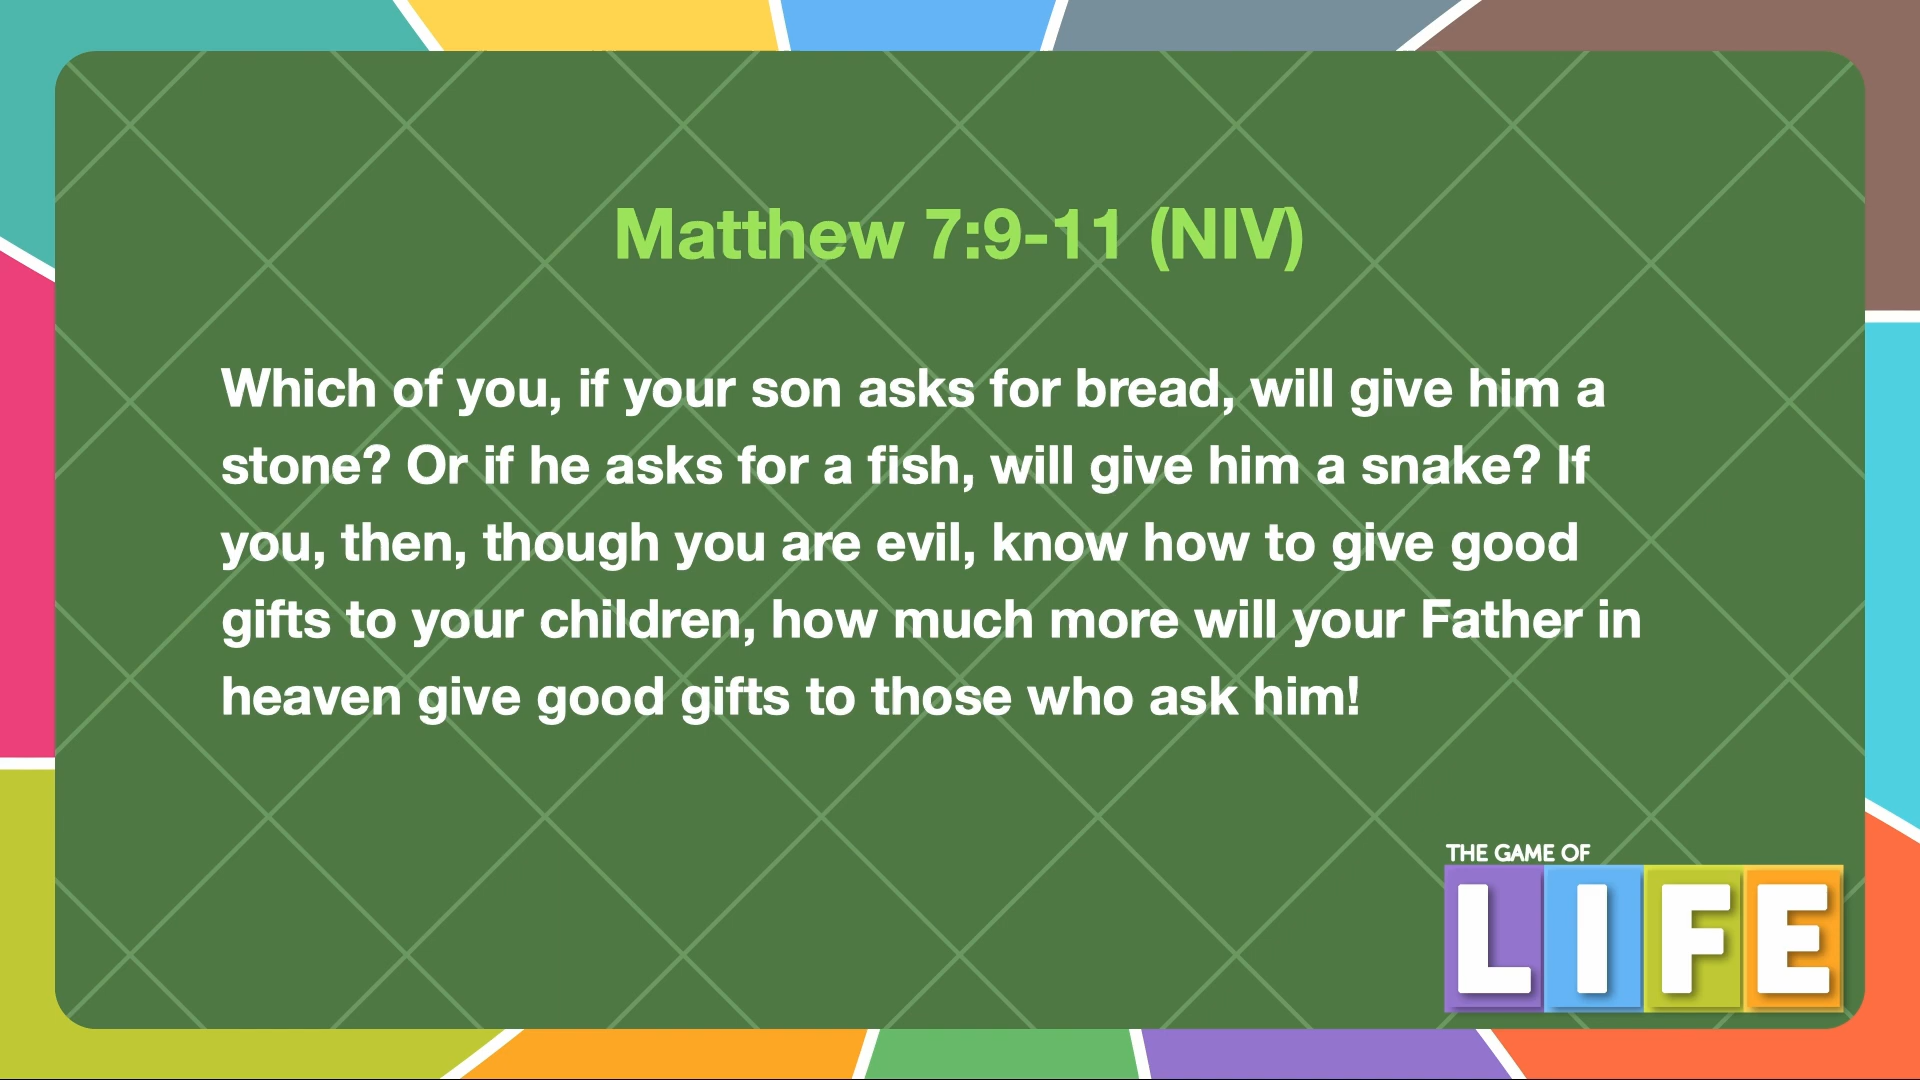 Matthew 7:9-11 (NIV)
Which of you, if your son asks for bread, will give him a
stone? Or if he asks for a fish, will give him a snake? If
you, then, though you are evil, know how to give good
gifts to your children, how much more will your Father in
heaven give good gifts to those who ask him!
THE GAME OF
LIFE